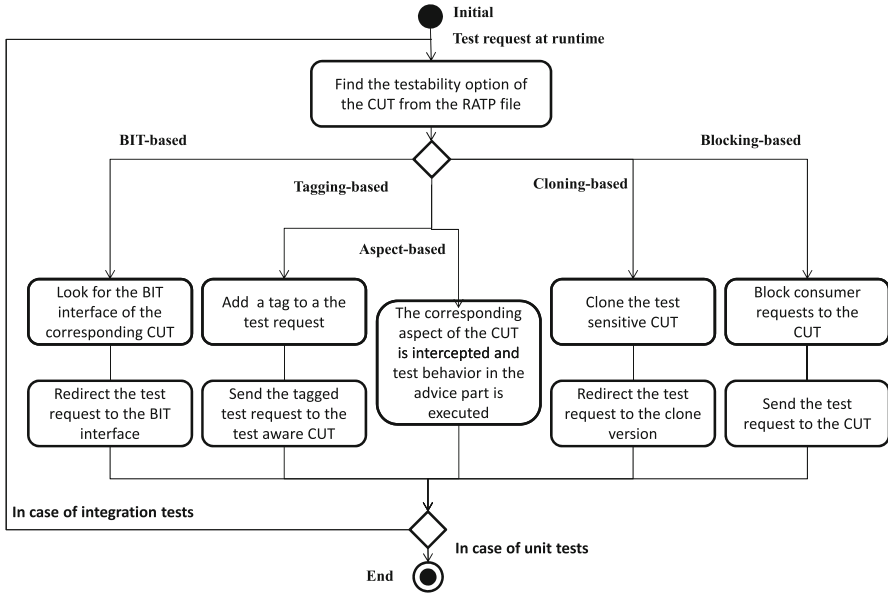 Initial
Test request at runtime
Find the testability option of
the CUT from the RATP file
BIT-based
Blocking-based
Tagging-based
Cloning-based
Aspect-based
Look for the BIT
interface of the
corresponding CUT
Redirect the test
request to the BIT
interface
Add a tag to a the
test request
Send the tagged
test request to the
test aware CUT
The corresponding
aspect of the CUT
is intercepted and
test behavior in the
advice part is
executed
Clone the test
sensitive CUT
Redirect the test
request to the clone
version
Block consumer
requests to the
CUT
Send the test
request to the CUT
In case of integration tests
In case of unit tests
End